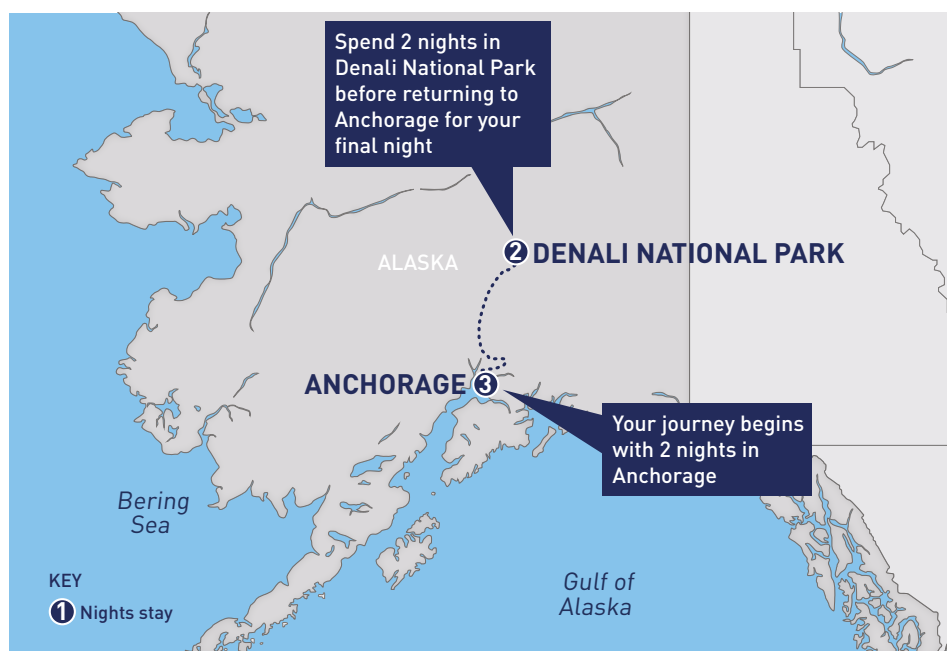 Spend 2 nights in
Denali National Park
before returning to
Anchorage for your
final night
ALASKA
2 DENALI NATIONAL PARK
ANCHORAGE 3
Your journey begins
with 2 nights in
Anchorage
Bering
Sea
Gulf of
Alaska
KEY
1 Nights stay